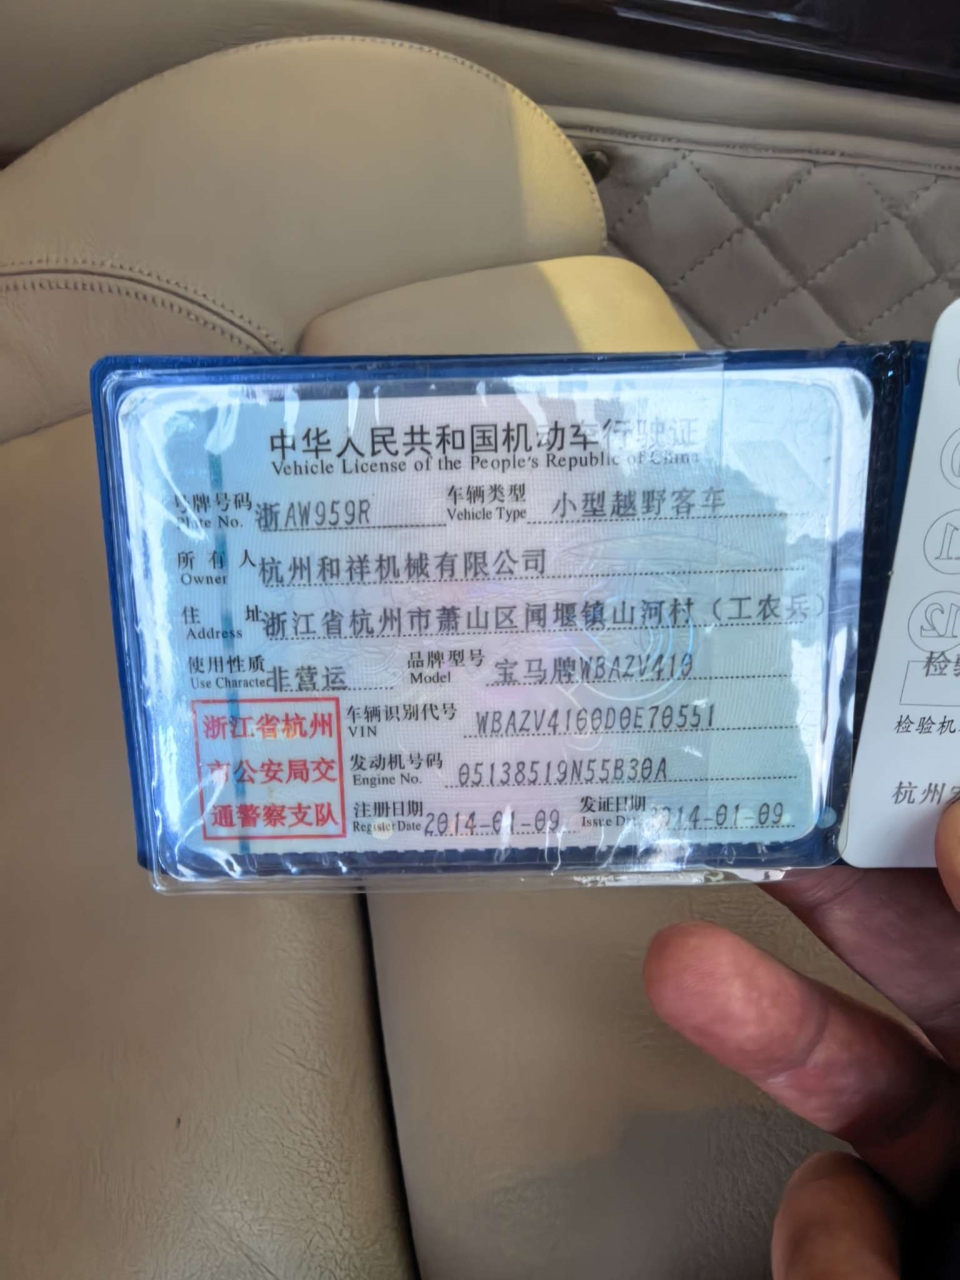 中华人民共和国机动车行驶证
Vehicle License of the People's Republic of China
号牌号码 浙AW959R 车辆类型 小型越野客车
Plate No. Vehicle Type
所有人 杭州和祥机械有限公司
Owner
住址 浙江省杭州市萧山区闻堰镇山河村（工农兵）
Address
使用性质 非营运 品牌型号 宝马牌WBAZV410
Use Character Model
浙江省杭州
市公安局交
通警察支队
车辆识别代号 WBAZV4160D0E70551
VIN
发动机号码 05138519N55B30A
Engine No.
注册日期 2014-01-09 发证日期 2014-01-09
Register Date Issue Date
11
12
检验
检验机
杭州